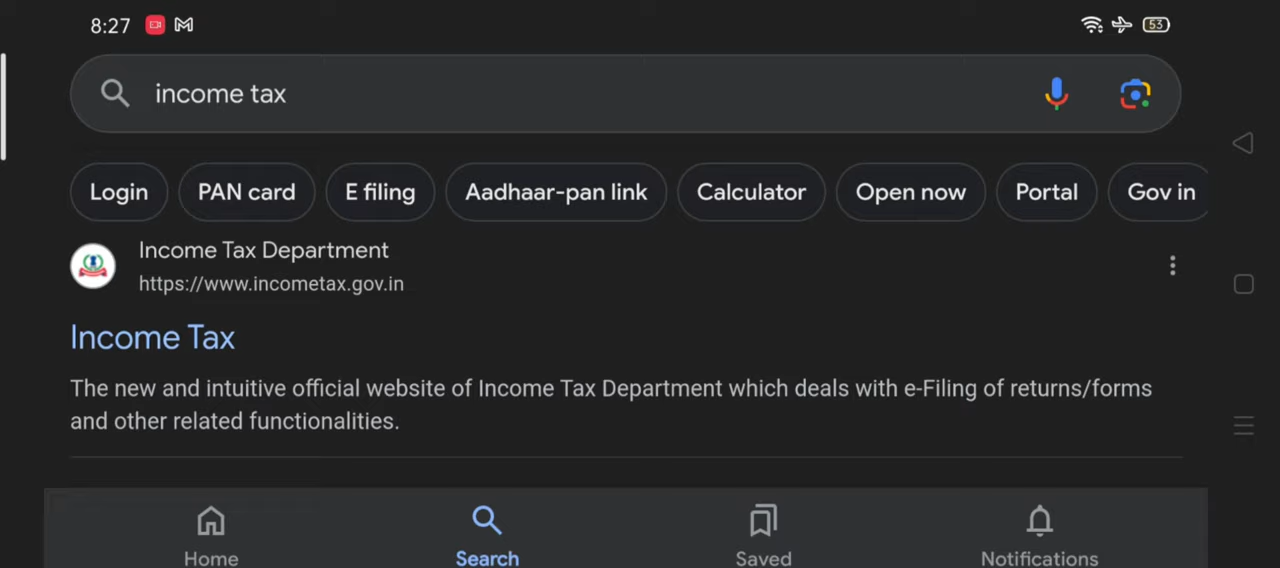 8:27
53
income tax
Login PAN card E filing Aadhaar-pan link Calculator Open now Portal Gov in
Income Tax Department
https://www.incometax.gov.in
Income Tax
The new and intuitive official website of Income Tax Department which deals with e-Filing of returns/forms
and other related functionalities.
Home Search Saved Notifications